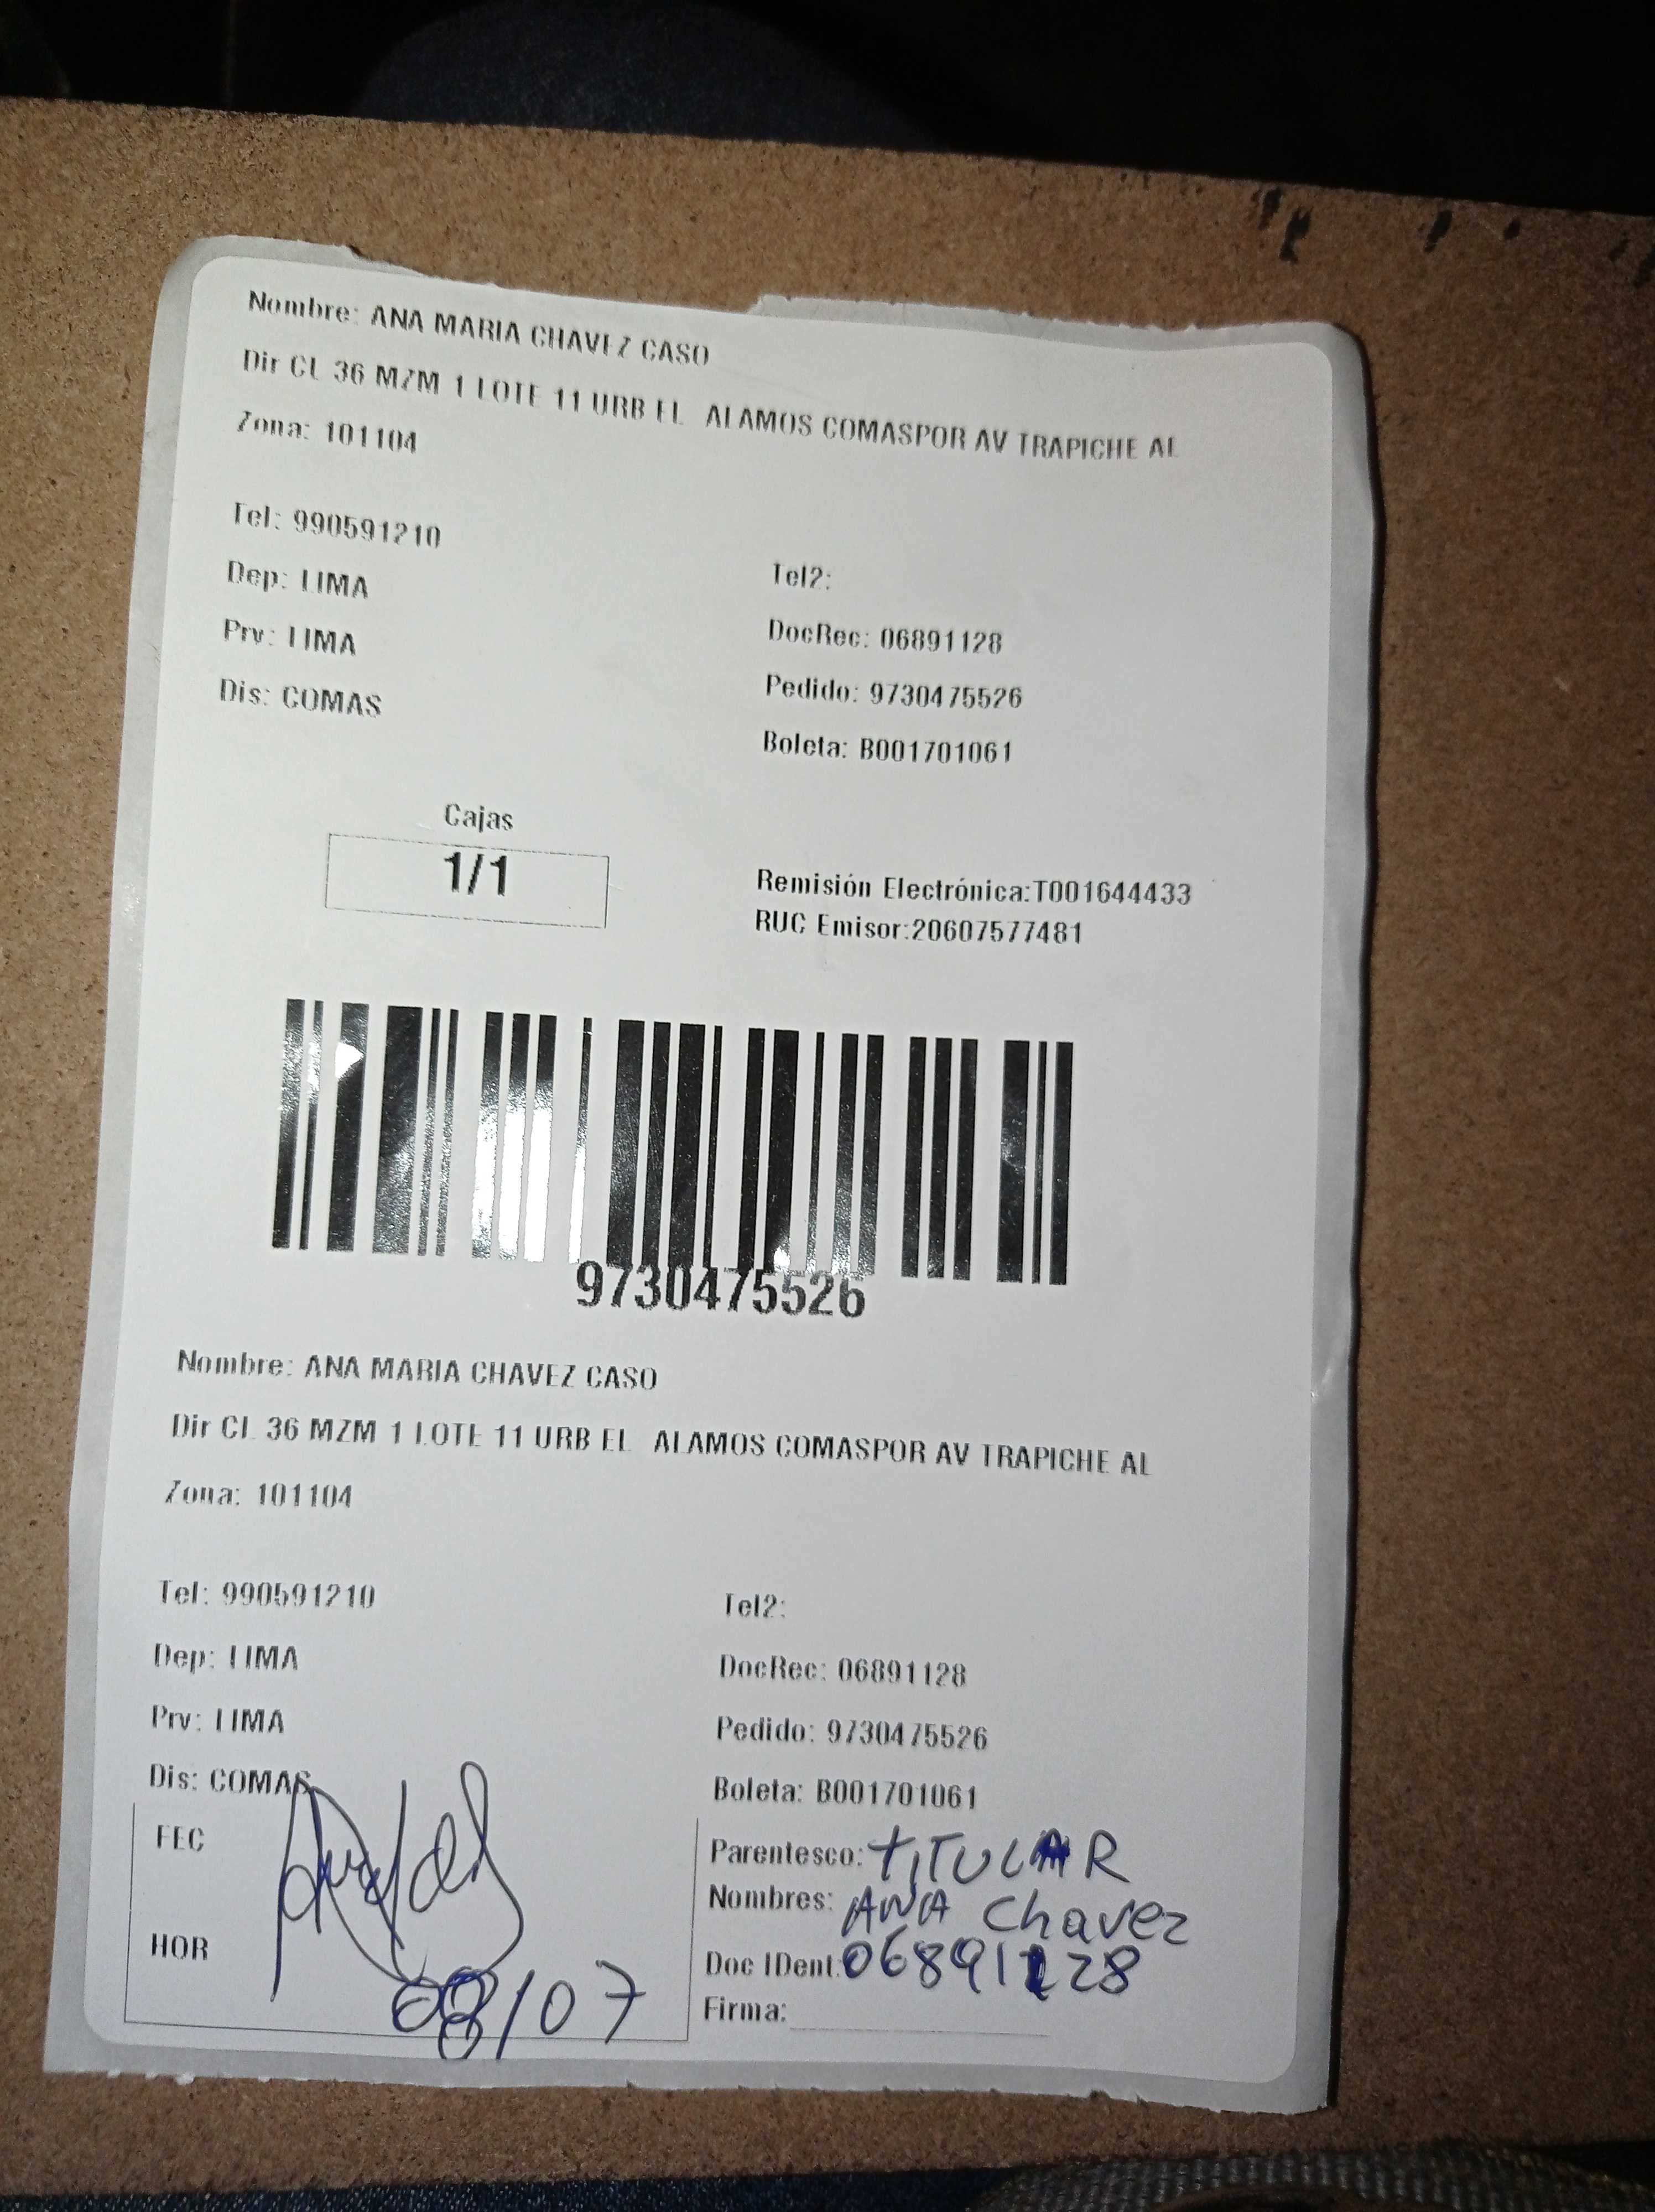 Nombre: ANA MARIA CHAVEZ CASO
Dir CL 36 MZM 1 LOTE 11 URB EL ALAMOS COMASPOR AV TRAPICHE AL
Zona: 101104
Tel: 990591210
Tel2:
Dep: LIMA
DocRec: 06891128
Prv: LIMA
Pedido: 9730475526
Dis: COMAS
Boleta: B001701061
Cajas
1/1
Remisión Electrónica:T001644433
RUC Emisor:20607577481
9730475526
Nombre: ANA MARIA CHAVEZ CASO
Dir CL 36 MZM 1 LOTE 11 URB EL ALAMOS COMASPOR AV TRAPICHE AL
Zona: 101104
Tel: 990591210
Tel2:
Dep: LIMA
DocRec: 06891128
Prv: LIMA
Pedido: 9730475526
Dis: COMAS
Boleta: B001701061
FEC
Parentesco: TITULAR
Nombres: ANA Chavez
HOR
Doc IDent: 06891128
08/07
Firma: